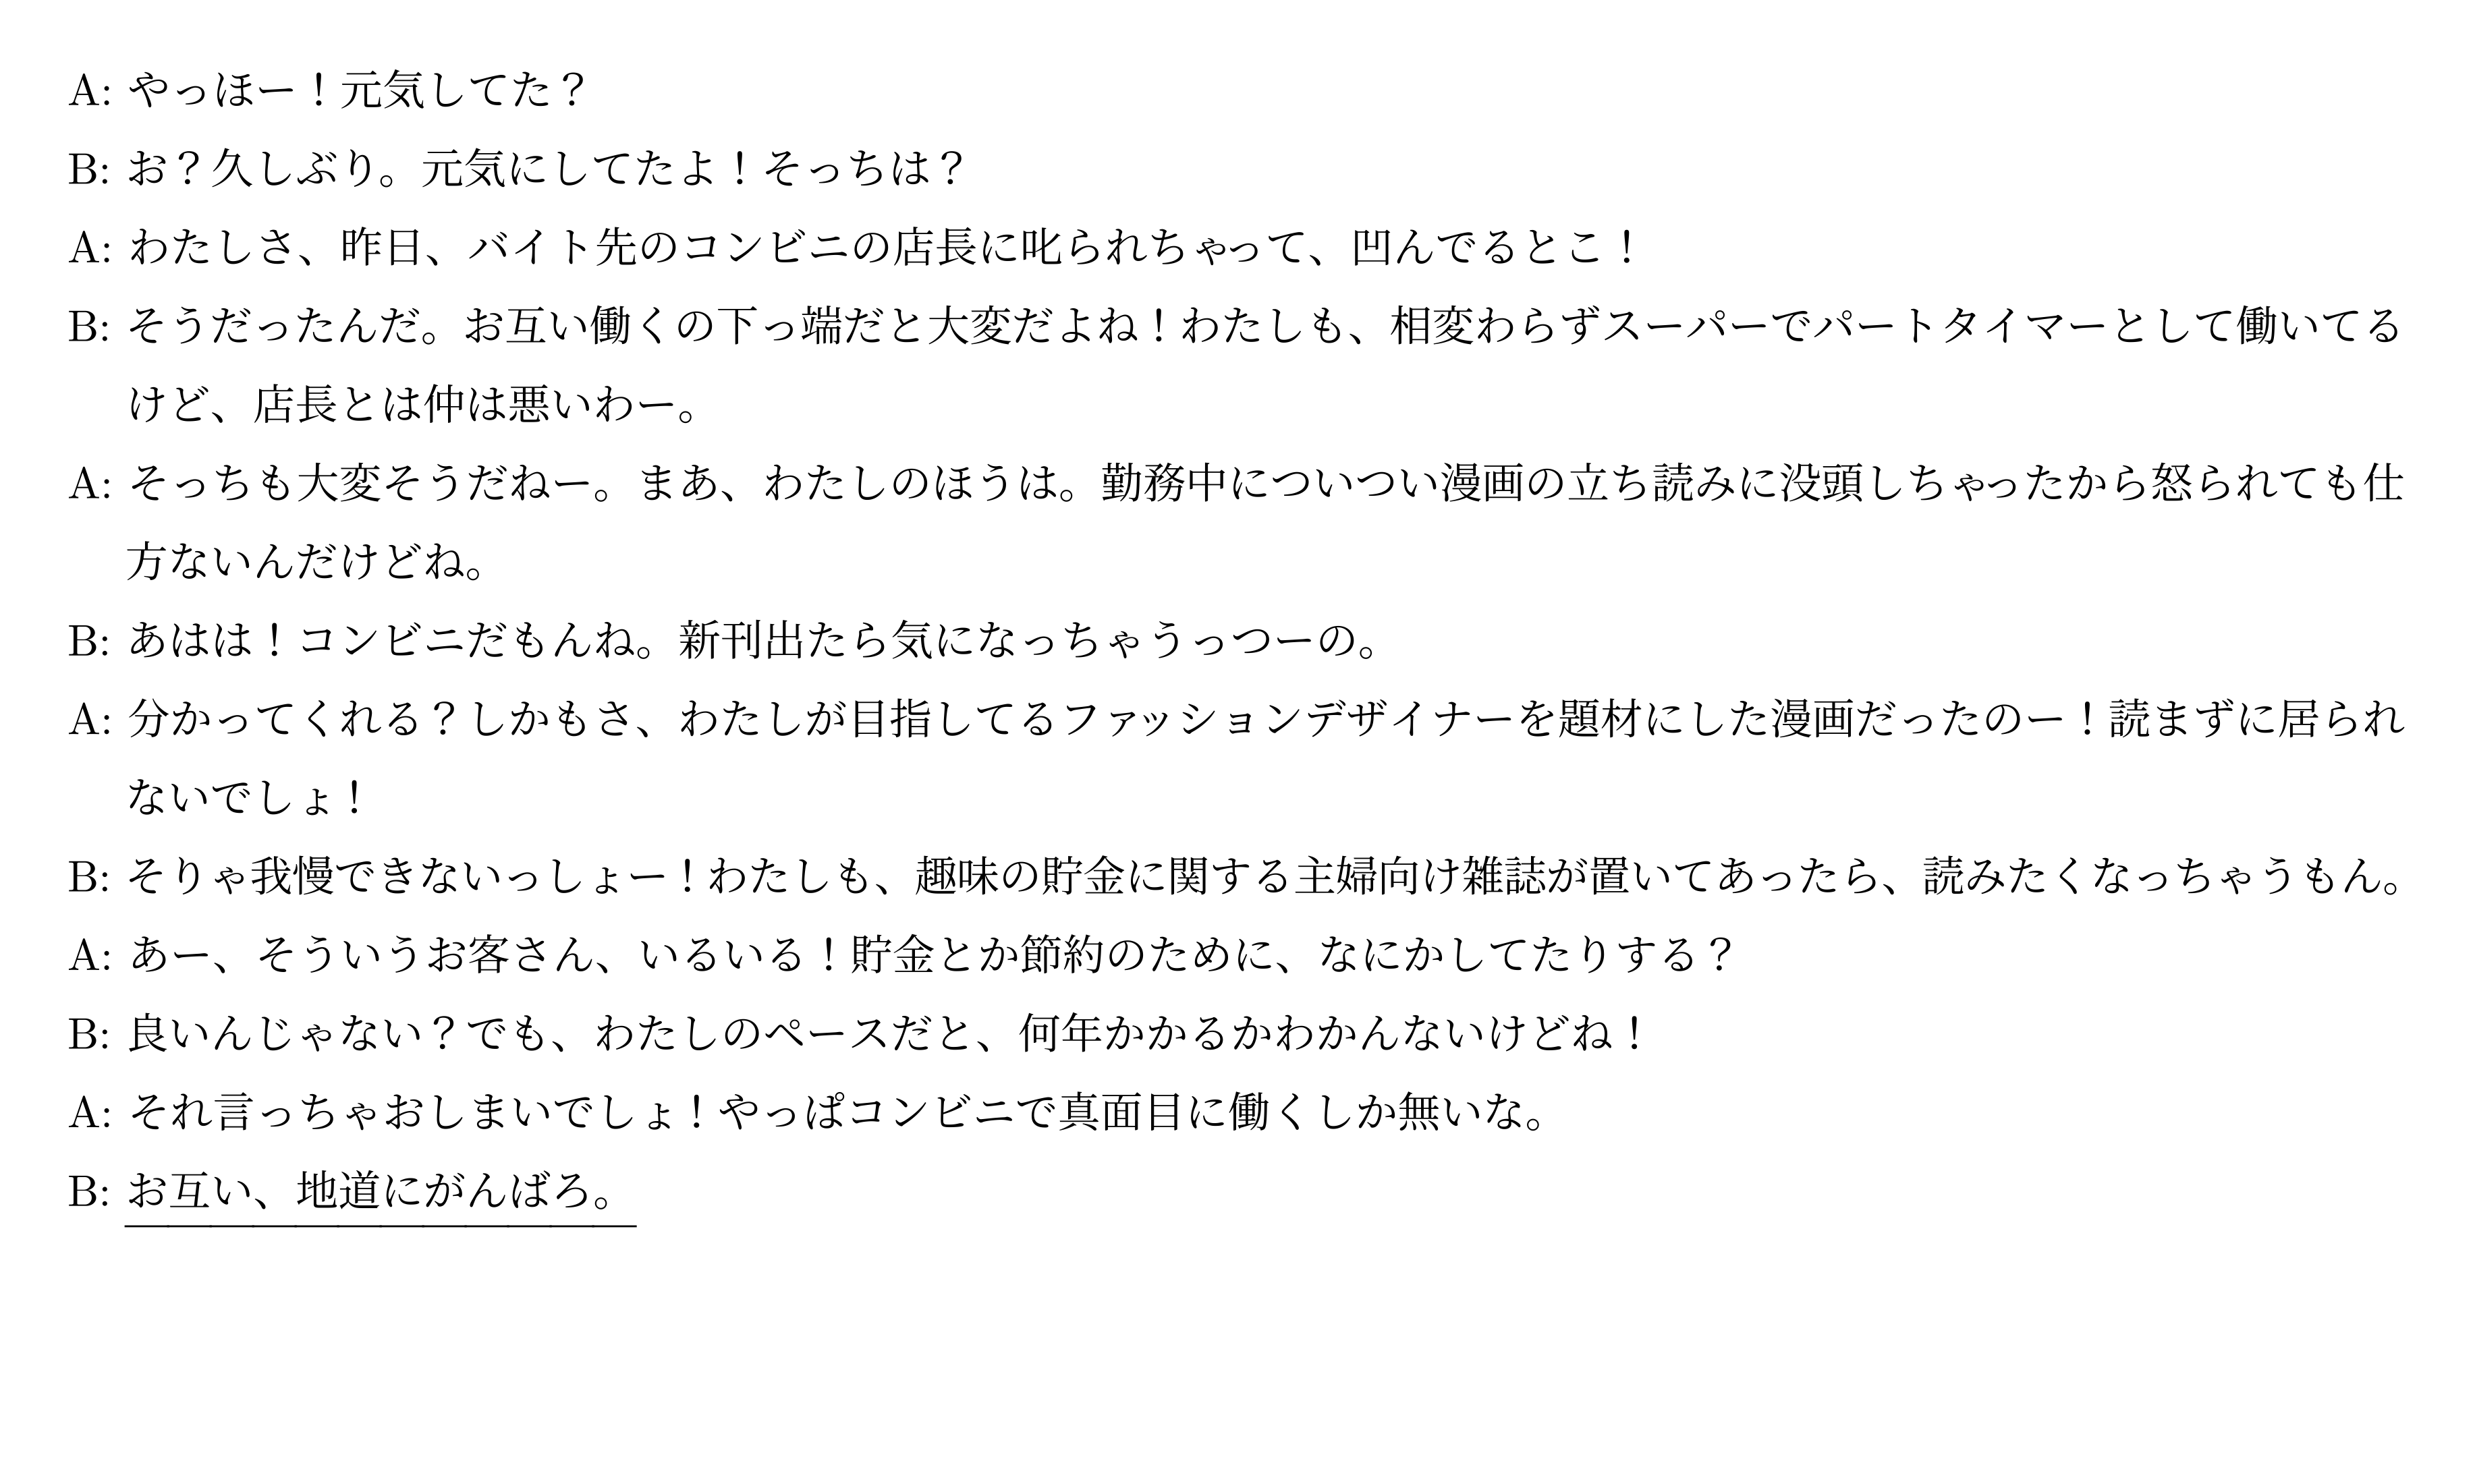 A: やっほー！元気してた？
B: お？久しぶり。元気にしてたよ！そっちは？
A: わたしさ、昨日、バイト先のコンビニの店長に叱られちゃって、凹んでるとこ！
B: そうだったんだ。お互い働くの下っ端だと大変だよね！わたしも、相変わらずスーパーでパートタイマーとして働いてる
けど、店長とは仲は悪いわー。
A: そっちも大変そうだねー。まあ、わたしのほうは。勤務中についつい漫画の立ち読みに没頭しちゃったから怒られても仕
方ないんだけどね。
B: あはは！コンビニだもんね。新刊出たら気になっちゃうっつーの。
A: 分かってくれる？しかもさ、わたしが目指してるファッションデザイナーを題材にした漫画だったのー！読まずに居られ
ないでしょ！
B: そりゃ我慢できないっしょー！わたしも、趣味の貯金に関する主婦向け雑誌が置いてあったら、読みたくなっちゃうもん。
A: あー、そういうお客さん、いるいる！貯金とか節約のために、なにかしてたりする？
B: 良いんじゃない？でも、わたしのペースだと、何年かかるかわかんないけどね！
A: それ言っちゃおしまいでしょ！やっぱコンビニで真面目に働くしか無いな。
B: お互い、地道にがんばろ。